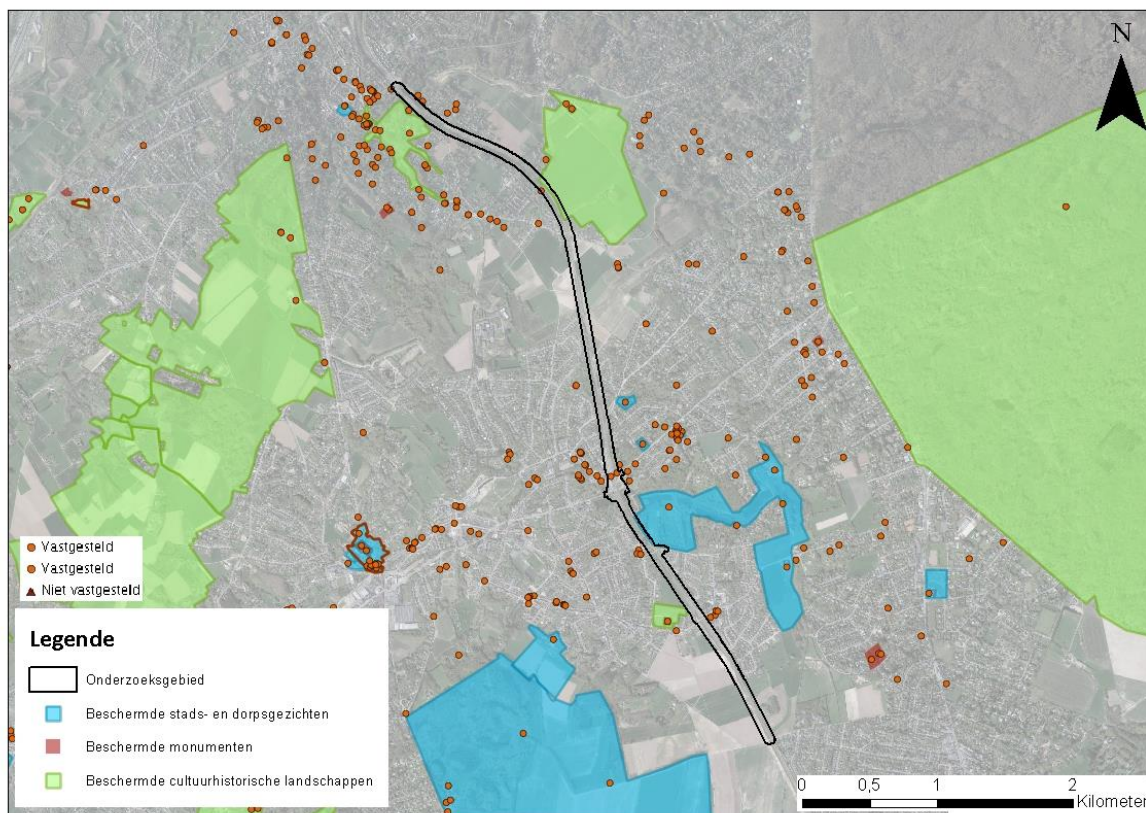 N
Vastgesteld
Vastgesteld
Niet vastgesteld
Legende
Onderzoeksgebied
Beschermde stads- en dorpsgezichten
Beschermde monumenten
Beschermde cultuurhistorische landschappen
0 0,5 1 2
Kilometer